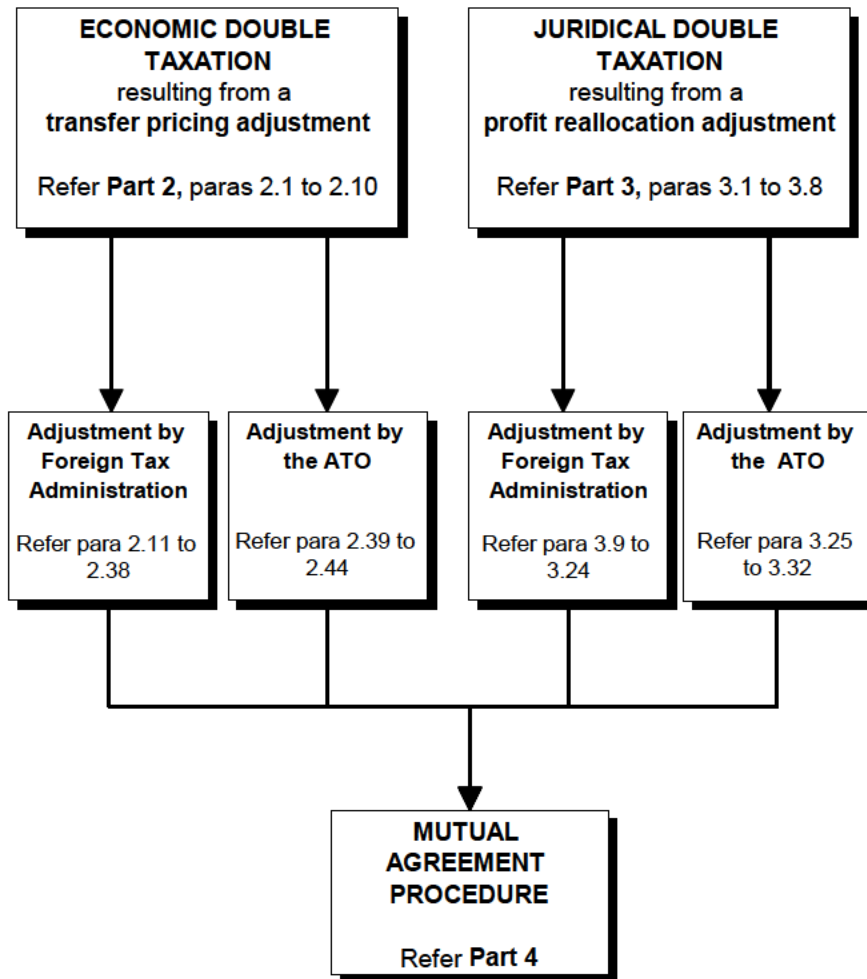 ECONOMIC DOUBLE
TAXATION
resulting from a
transfer pricing adjustment
Refer Part 2, paras 2.1 to 2.10
JURIDICAL DOUBLE
TAXATION
resulting from a
profit reallocation adjustment
Refer Part 3, paras 3.1 to 3.8
Adjustment by
Foreign Tax
Administration
Refer para 2.11 to
2.38
Adjustment by
the ATO
Refer para 2.39 to
2.44
Adjustment by
Foreign Tax
Administration
Refer para 3.9 to
3.24
Adjustment by
the ATO
Refer para 3.25
to 3.32
MUTUAL
AGREEMENT
PROCEDURE
Refer Part 4